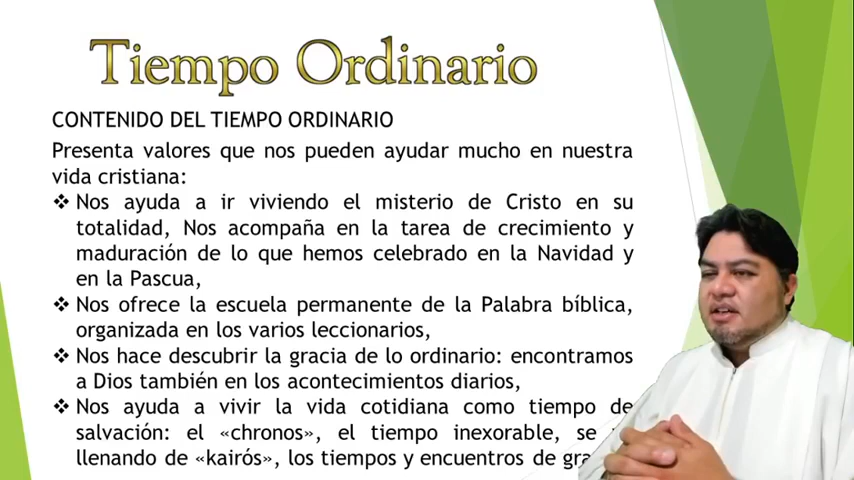 Tiempo Ordinario
CONTENIDO DEL TIEMPO ORDINARIO
Presenta valores que nos pueden ayudar mucho en nuestra
vida cristiana:
❖ Nos ayuda a ir viviendo el misterio de Cristo en su
totalidad, Nos acompaña en la tarea de crecimiento y
maduración de lo que hemos celebrado en la Navidad y
en la Pascua,
❖ Nos ofrece la escuela permanente de la Palabra bíblica,
organizada en los varios leccionarios,
❖ Nos hace descubrir la gracia de lo ordinario: encontramos
a Dios también en los acontecimientos diarios,
❖ Nos ayuda a vivir la vida cotidiana como tiempo de
salvación: el «chronos», el tiempo inexorable, se
llenando de «kairós», los tiempos y encuentros de